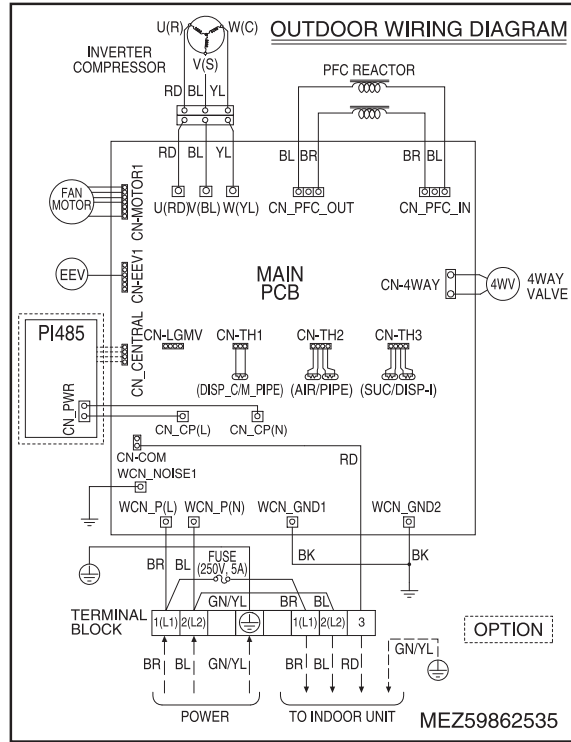 OUTDOOR WIRING DIAGRAM
U(R) W(C)
INVERTER
COMPRESSOR
V(S)
PFC REACTOR
RD BL YL
RD BL YL
BL BR
BR BL
FAN
MOTOR
CN-MOTOR1
U(RD) V(BL) W(YL)
CN_PFC_OUT
CN_PFC_IN
EEV
CN-EEV1
MAIN
PCB
CN-4WAY
4WV
4WAY
VALVE
PI485
CN_CENTRAL
CN-LGMV
CN-TH1
CN-TH2
CN-TH3
(DISP_C/M_PIPE)
(AIR/PIPE)
(SUC/DISP-I)
CN_PWR
CN_CP(L)
CN_CP(N)
CN-COM
RD
WCN_NOISE1
WCN_P(L) WCN_P(N)
WCN_GND1
WCN_GND2
BR BL
FUSE
(250V, 5A)
BK
BK
GN/YL
BR BL
TERMINAL
BLOCK
1(L1) 2(L2) 1(L1) 2(L2) 3
OPTION
BR BL GN/YL
BR BL RD
GN/YL
POWER
TO INDOOR UNIT
MEZ59862535